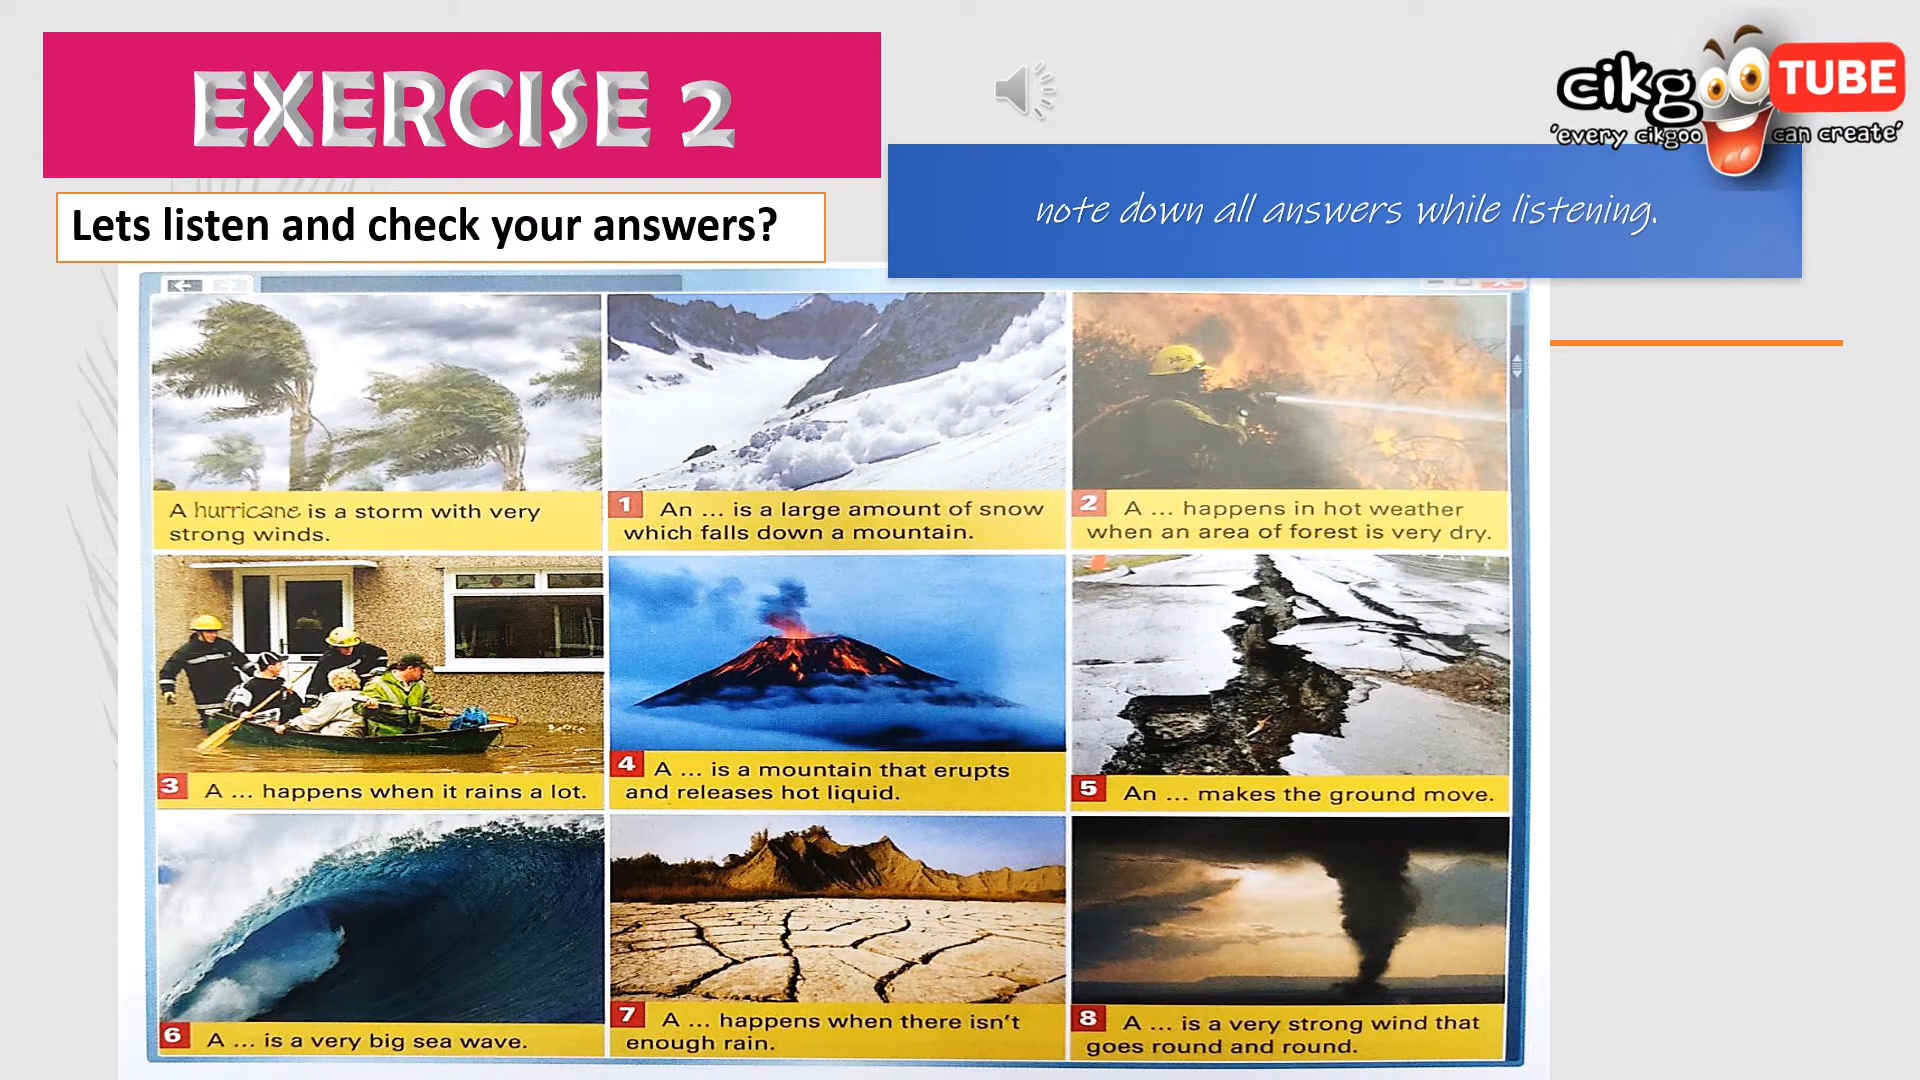 EXERCISE 2
cikgoo TUBE
'every cikgoo can create'
note down all answers while listening.
Lets listen and check your answers?
A hurricane is a storm with very
strong winds.
1 An ... is a large amount of snow
which falls down a mountain.
2 A ... happens in hot weather
when an area of forest is very dry.
3 A ... happens when it rains a lot.
4 A ... is a mountain that erupts
and releases hot liquid.
5 An ... makes the ground move.
6 A ... is a very big sea wave.
7 A ... happens when there isn't
enough rain.
8 A ... is a very strong wind that
goes round and round.